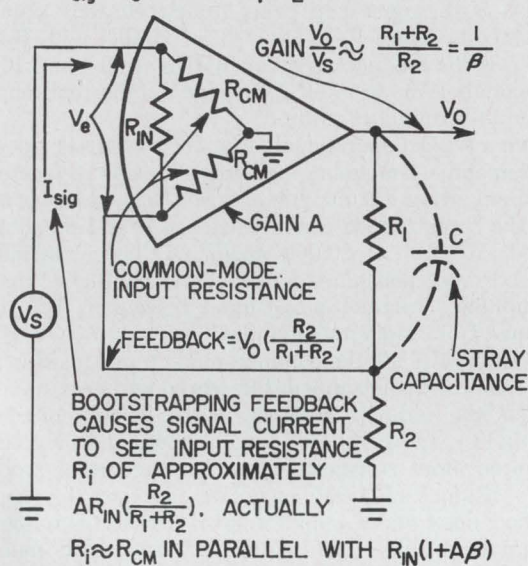 GAIN V_O/V_S ≈ (R_1+R_2)/R_2 = 1/β
R_CM
V_e
R_IN
V_O
R_CM
I_sig
GAIN A
R_1
C
COMMON-MODE
INPUT RESISTANCE
V_S
FEEDBACK=V_O(R_2/(R_1+R_2))
STRAY
CAPACITANCE
BOOTSTRAPPING FEEDBACK
CAUSES SIGNAL CURRENT
TO SEE INPUT RESISTANCE
R_i OF APPROXIMATELY
AR_IN(R_2/(R_1+R_2)). ACTUALLY
R_i≈R_CM IN PARALLEL WITH R_IN(1+Aβ)
R_2